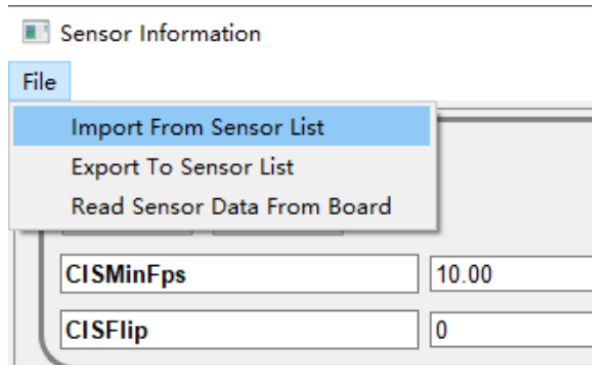 Sensor Information
File
Import From Sensor List
Export To Sensor List
Read Sensor Data From Board
CISMinFps 10.00
CISFlip 0